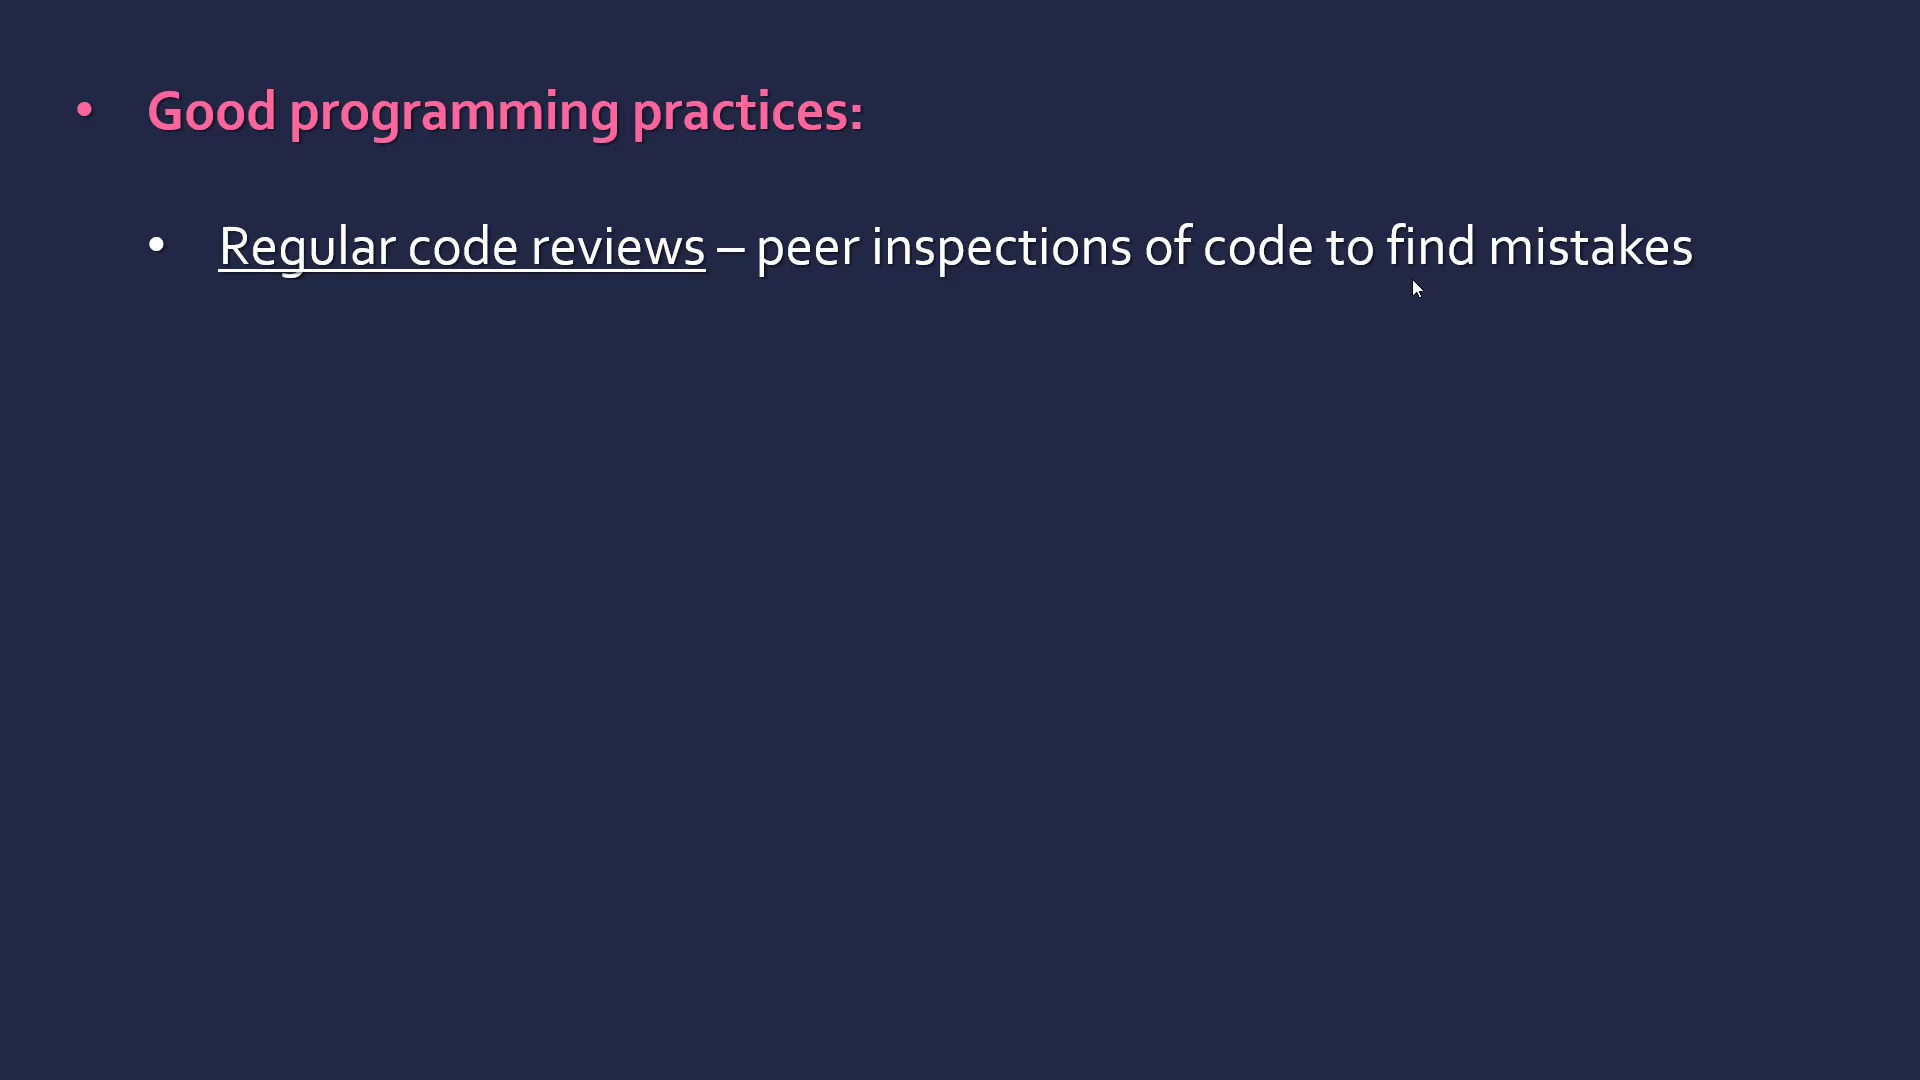 • Good programming practices:
• Regular code reviews – peer inspections of code to find mistakes